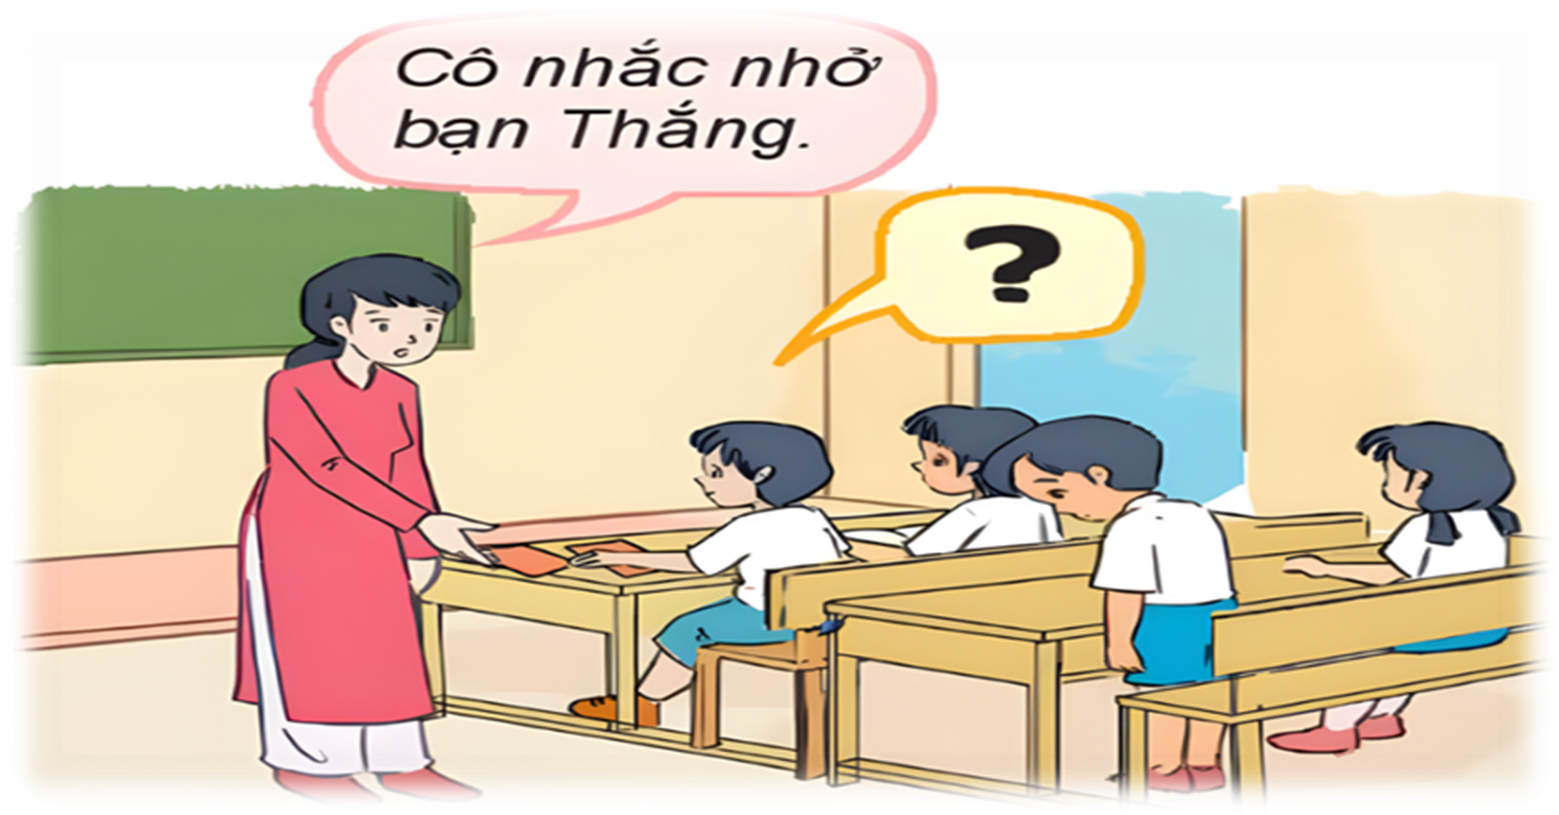 Cô nhắc nhở
bạn Thắng.
?